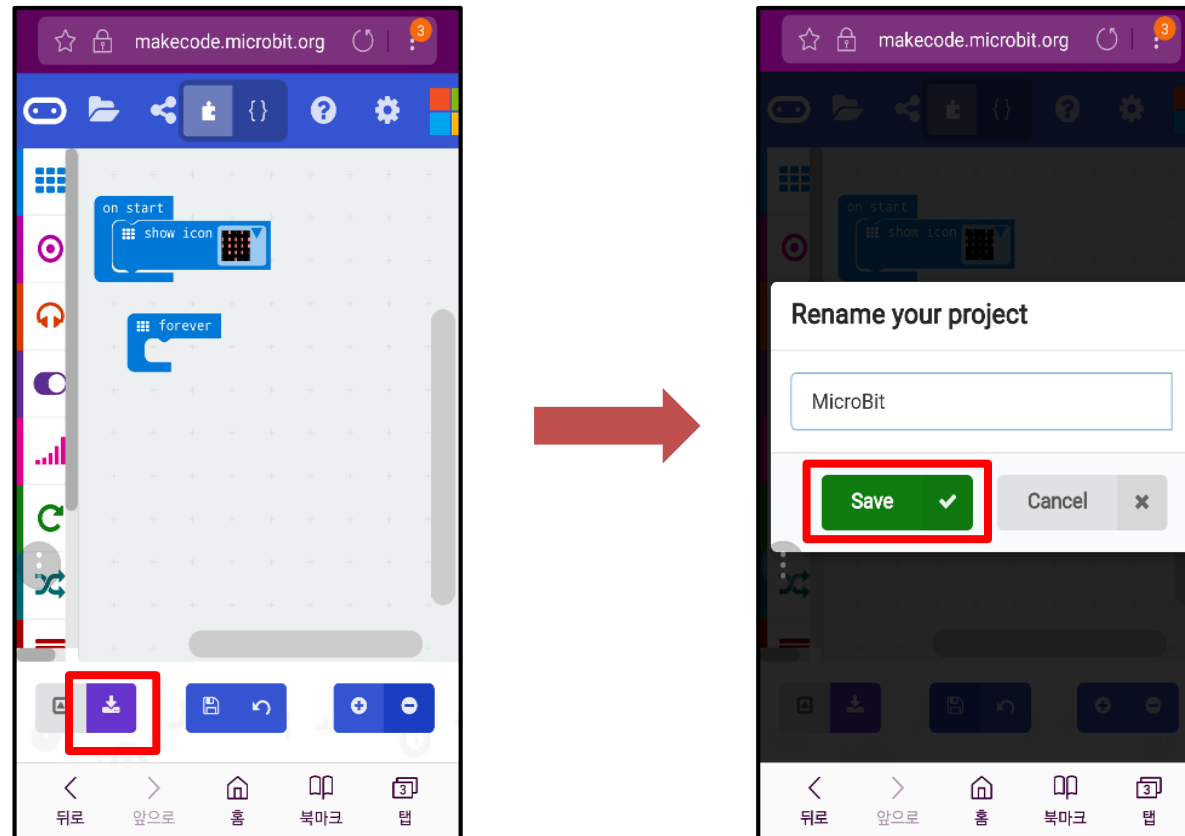 makecode.microbit.org
3
{}
on start
show icon
forever
3
뒤로
앞으로
홈
북마크
탭
makecode.microbit.org
3
{}
on start
show icon
Rename your project
MicroBit
Save
Cancel
3
뒤로
앞으로
홈
북마크
탭